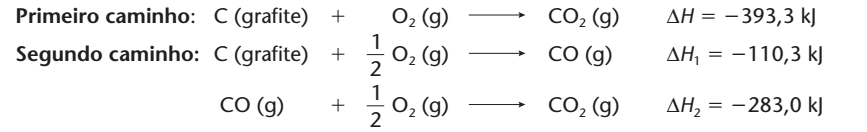 Primeiro caminho: C (grafite) + O₂ (g) ⟶ CO₂ (g) ΔH = −393,3 kJ
Segundo caminho: C (grafite) + 1/2 O₂ (g) ⟶ CO (g) ΔH₁ = −110,3 kJ
CO (g) + 1/2 O₂ (g) ⟶ CO₂ (g) ΔH₂ = −283,0 kJ